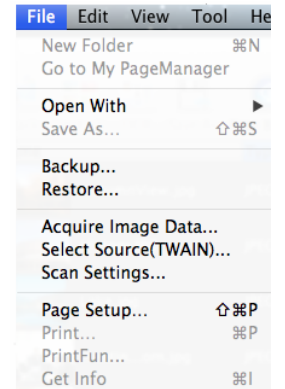 File Edit View Tool He
New Folder ⌘N
Go to My PageManager
Open With ▶
Save As... ⇧⌘S
Backup...
Restore...
Acquire Image Data...
Select Source(TWAIN)...
Scan Settings...
Page Setup... ⇧⌘P
Print... ⌘P
PrintFun...
Get Info ⌘I